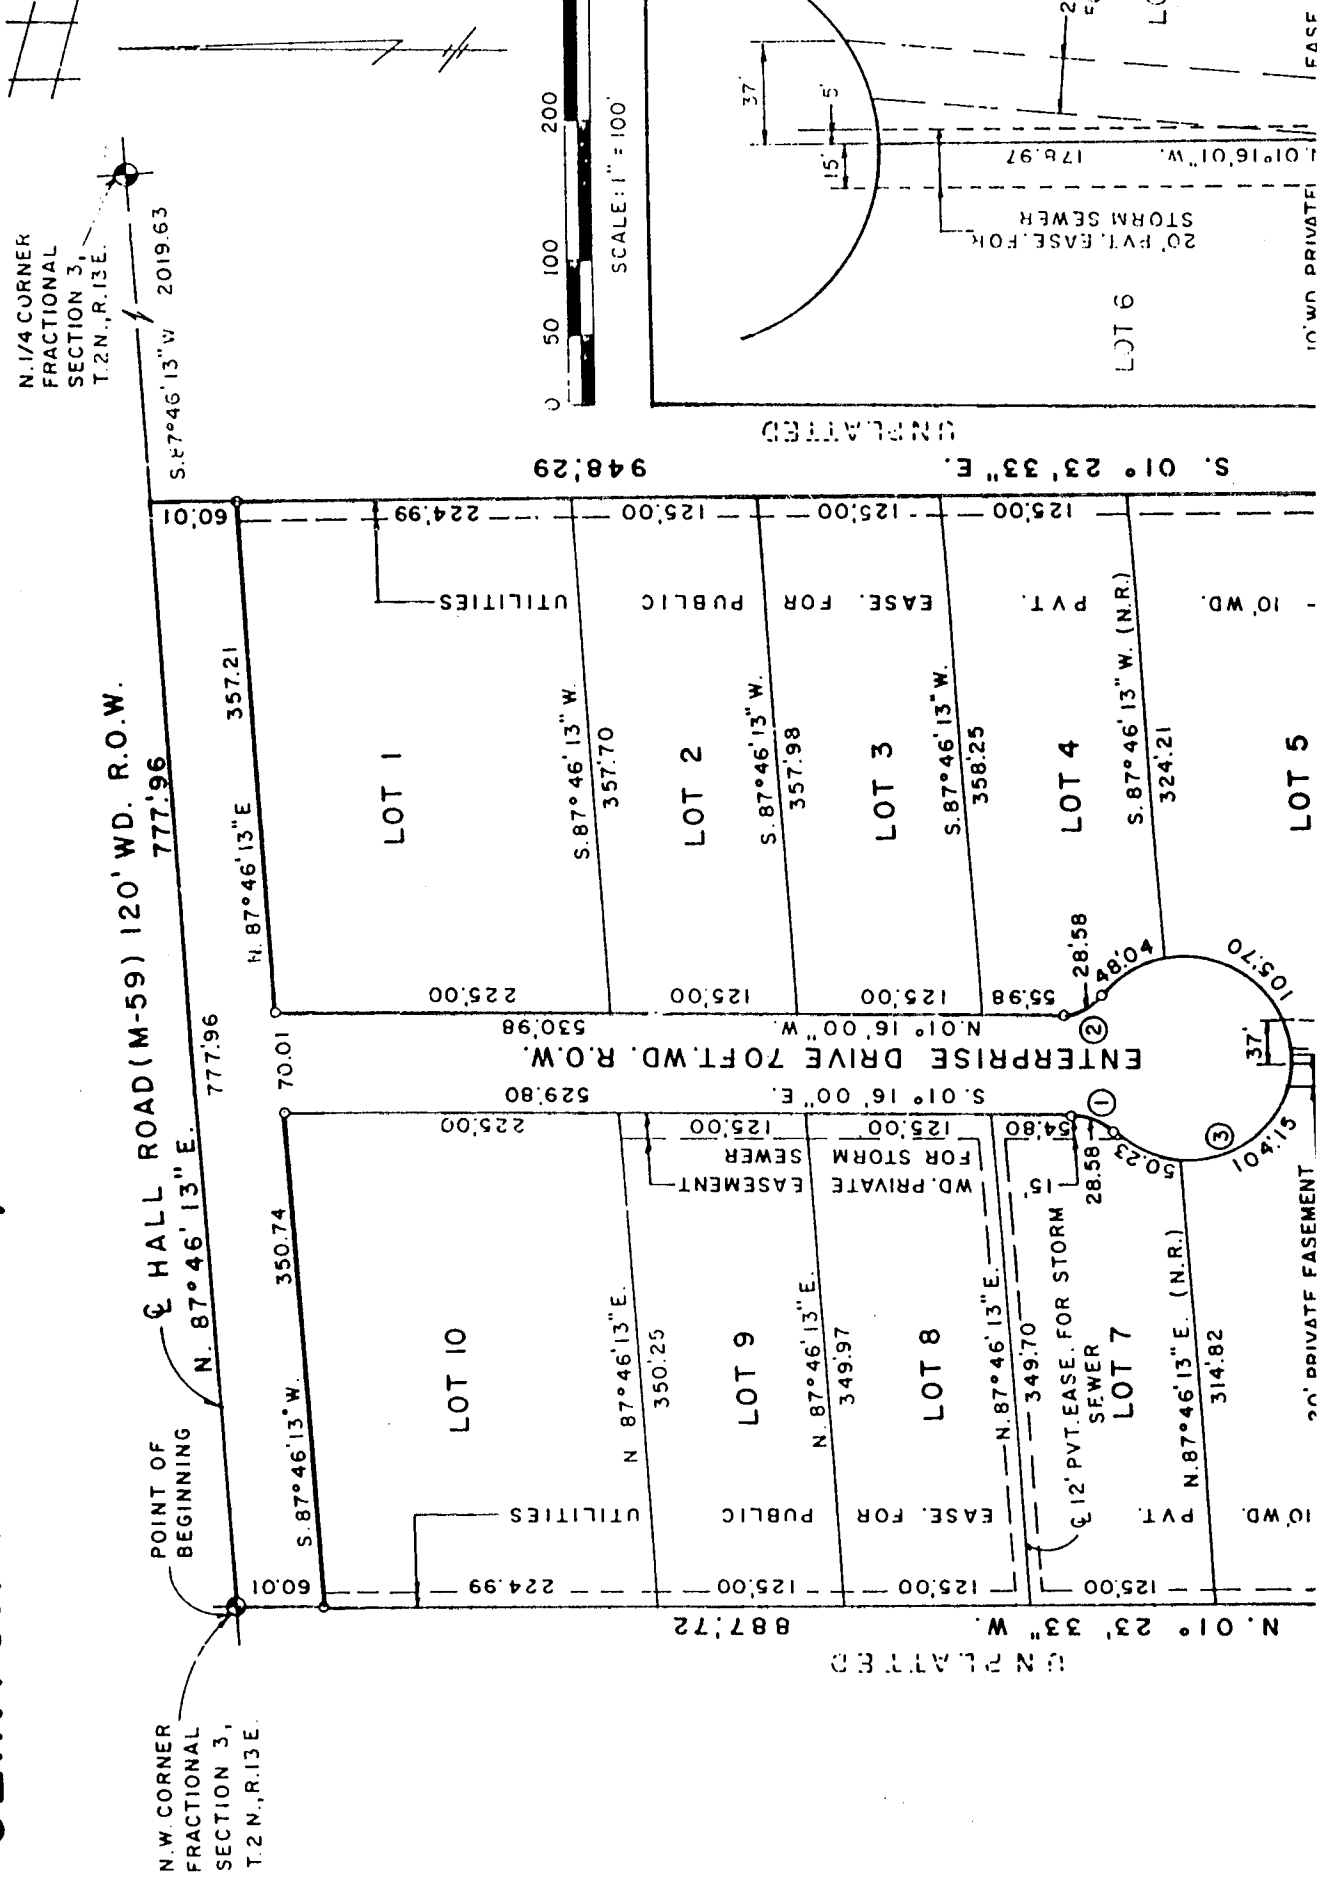 N.1/4 CORNER
FRACTIONAL
SECTION 3,
T.2N.,R.13E.
S.87°46'13"W 2019.63
N.W. CORNER
FRACTIONAL
SECTION 3,
T.2N.,R.13E.
POINT OF
BEGINNING
℄ HALL ROAD (M-59) 120' WD. R.O.W.
N. 87°46'13"E. 777.96
777.96
60.01
S.87°46'13"W. 350.74
70.01
N.87°46'13"E 357.21
60.01
0 50 100 200
SCALE: 1" = 100'
UNPLATTED
N. 01° 23' 33" W. 887.72
224.99
125.00
125.00
125.00
10' WD. PVT. EASE. FOR PUBLIC UTILITIES
LOT 10
N 87°46'13"E.
350.25
LOT 9
N. 87°46'13"E.
349.97
LOT 8
N.87°46'13"E.
349.70
℄ 12' PVT. EASE. FOR STORM
SEWER
LOT 7
N.87°46'13"E. (N.R.)
314.82
15' WD. PRIVATE EASEMENT
FOR STORM SEWER
225.00
125.00
125.00
54.80
S. 01° 16' 00" E. 529.80
ENTERPRISE DRIVE 70FT. WD. R.O.W.
N.01° 16' 00" W. 530.98
225.00
125.00
125.00
55.98
28.58
50.23
104.15
28.58
48.04
105.70
1
2
3
37'
20' PRIVATE EASEMENT
LOT 1
S.87°46'13"W.
357.70
LOT 2
S.87°46'13"W.
357.98
LOT 3
S.87°46'13"W.
358.25
LOT 4
S.87°46'13"W. (N.R.)
324.21
LOT 5
10' WD. PVT. EASE. FOR PUBLIC UTILITIES
224.99
125.00
125.00
125.00
S. 01° 23' 33" E. 948.29
UNPLATTED
37'
5'
15'
20' PVT. EASE. FOR
STORM SEWER
LOT 6
N.01°16'01"W. 178.97
10' WD PRIVATE
EASE